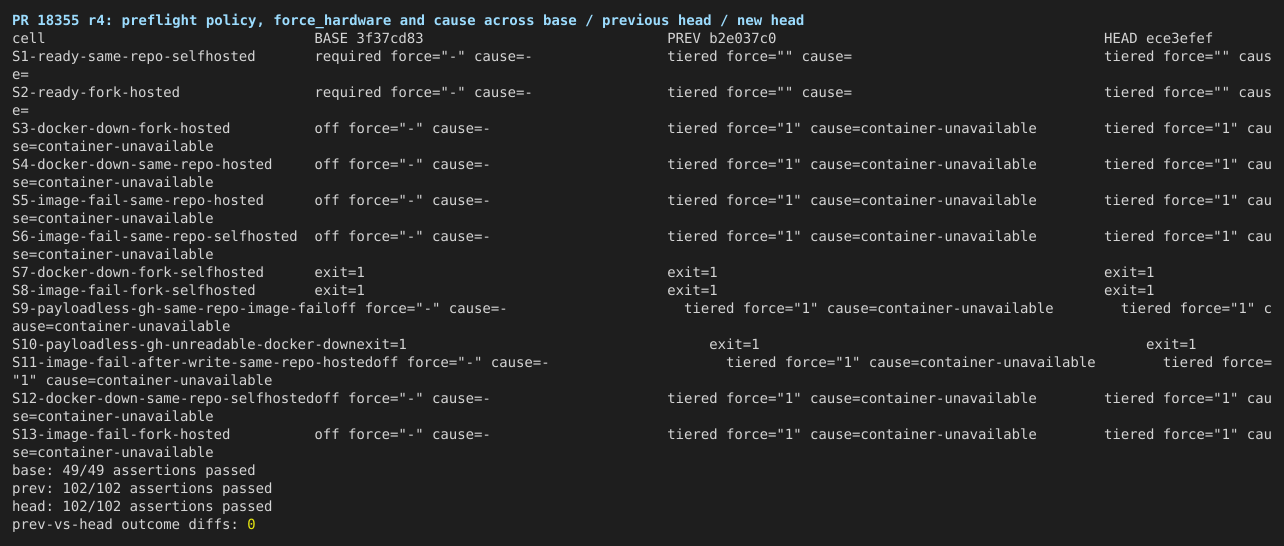 PR 18355 r4: preflight policy, force_hardware and cause across base / previous head / new head
cell BASE 3f37cd83 PREV b2e037c0 HEAD ece3efef
S1-ready-same-repo-selfhosted required force="-" cause=- tiered force="" cause= tiered force="" caus
e=
S2-ready-fork-hosted required force="-" cause=- tiered force="" cause= tiered force="" caus
e=
S3-docker-down-fork-hosted off force="-" cause=- tiered force="1" cause=container-unavailable tiered force="1" cau
se=container-unavailable
S4-docker-down-same-repo-hosted off force="-" cause=- tiered force="1" cause=container-unavailable tiered force="1" cau
se=container-unavailable
S5-image-fail-same-repo-hosted off force="-" cause=- tiered force="1" cause=container-unavailable tiered force="1" cau
se=container-unavailable
S6-image-fail-same-repo-selfhosted off force="-" cause=- tiered force="1" cause=container-unavailable tiered force="1" cau
se=container-unavailable
S7-docker-down-fork-selfhosted exit=1 exit=1 exit=1
S8-image-fail-fork-selfhosted exit=1 exit=1 exit=1
S9-payloadless-gh-same-repo-image-failoff force="-" cause=- tiered force="1" cause=container-unavailable tiered force="1" c
ause=container-unavailable
S10-payloadless-gh-unreadable-docker-downexit=1 exit=1 exit=1
S11-image-fail-after-write-same-repo-hostedoff force="-" cause=- tiered force="1" cause=container-unavailable tiered force=
"1" cause=container-unavailable
S12-docker-down-same-repo-selfhostedoff force="-" cause=- tiered force="1" cause=container-unavailable tiered force="1" cau
se=container-unavailable
S13-image-fail-fork-hosted off force="-" cause=- tiered force="1" cause=container-unavailable tiered force="1" cau
se=container-unavailable
base: 49/49 assertions passed
prev: 102/102 assertions passed
head: 102/102 assertions passed
prev-vs-head outcome diffs: 0